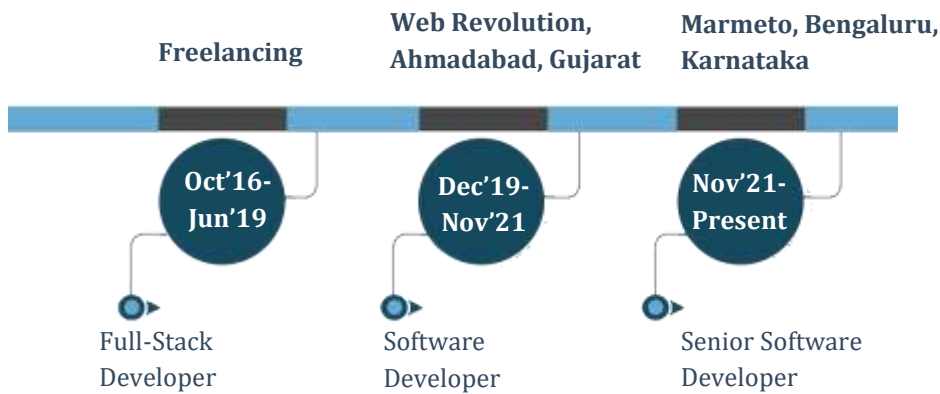 Freelancing
Web Revolution,
Ahmadabad, Gujarat
Marmeto, Bengaluru,
Karnataka
Oct’16-
Jun’19
Dec’19-
Nov’21
Nov’21-
Present
Full-Stack
Developer
Software
Developer
Senior Software
Developer